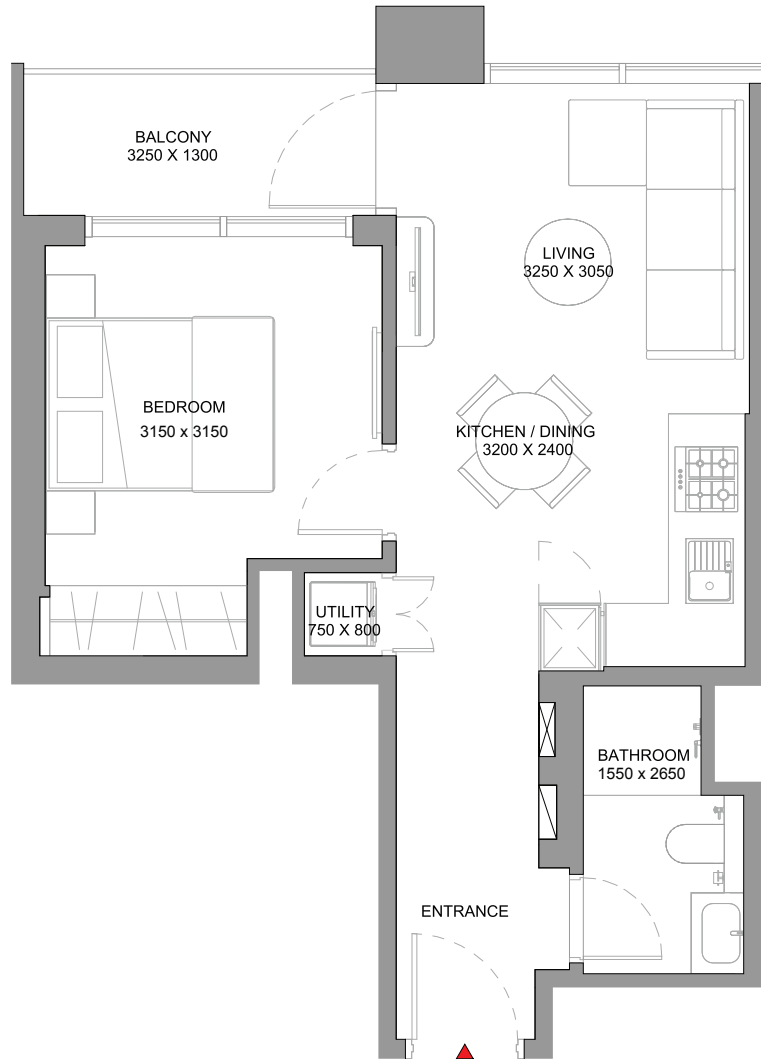 BALCONY
3250 X 1300
LIVING
3250 X 3050
BEDROOM
3150 x 3150
KITCHEN / DINING
3200 X 2400
UTILITY
750 X 800
BATHROOM
1550 x 2650
ENTRANCE